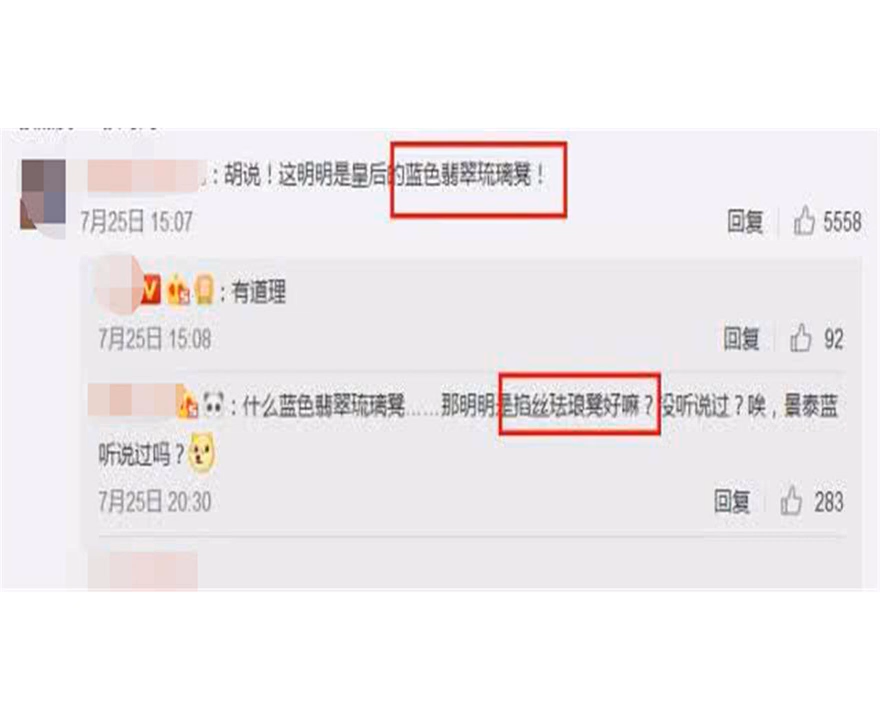 ：胡说！这明明是皇后的蓝色翡翠琉璃凳！
7月25日 15:07 回复 5558
：有道理
7月25日 15:08 回复 92
：什么蓝色翡翠琉璃凳……那明明是掐丝珐琅凳好嘛？没听说过？唉，景泰蓝
听说过吗？
7月25日 20:30 回复 283